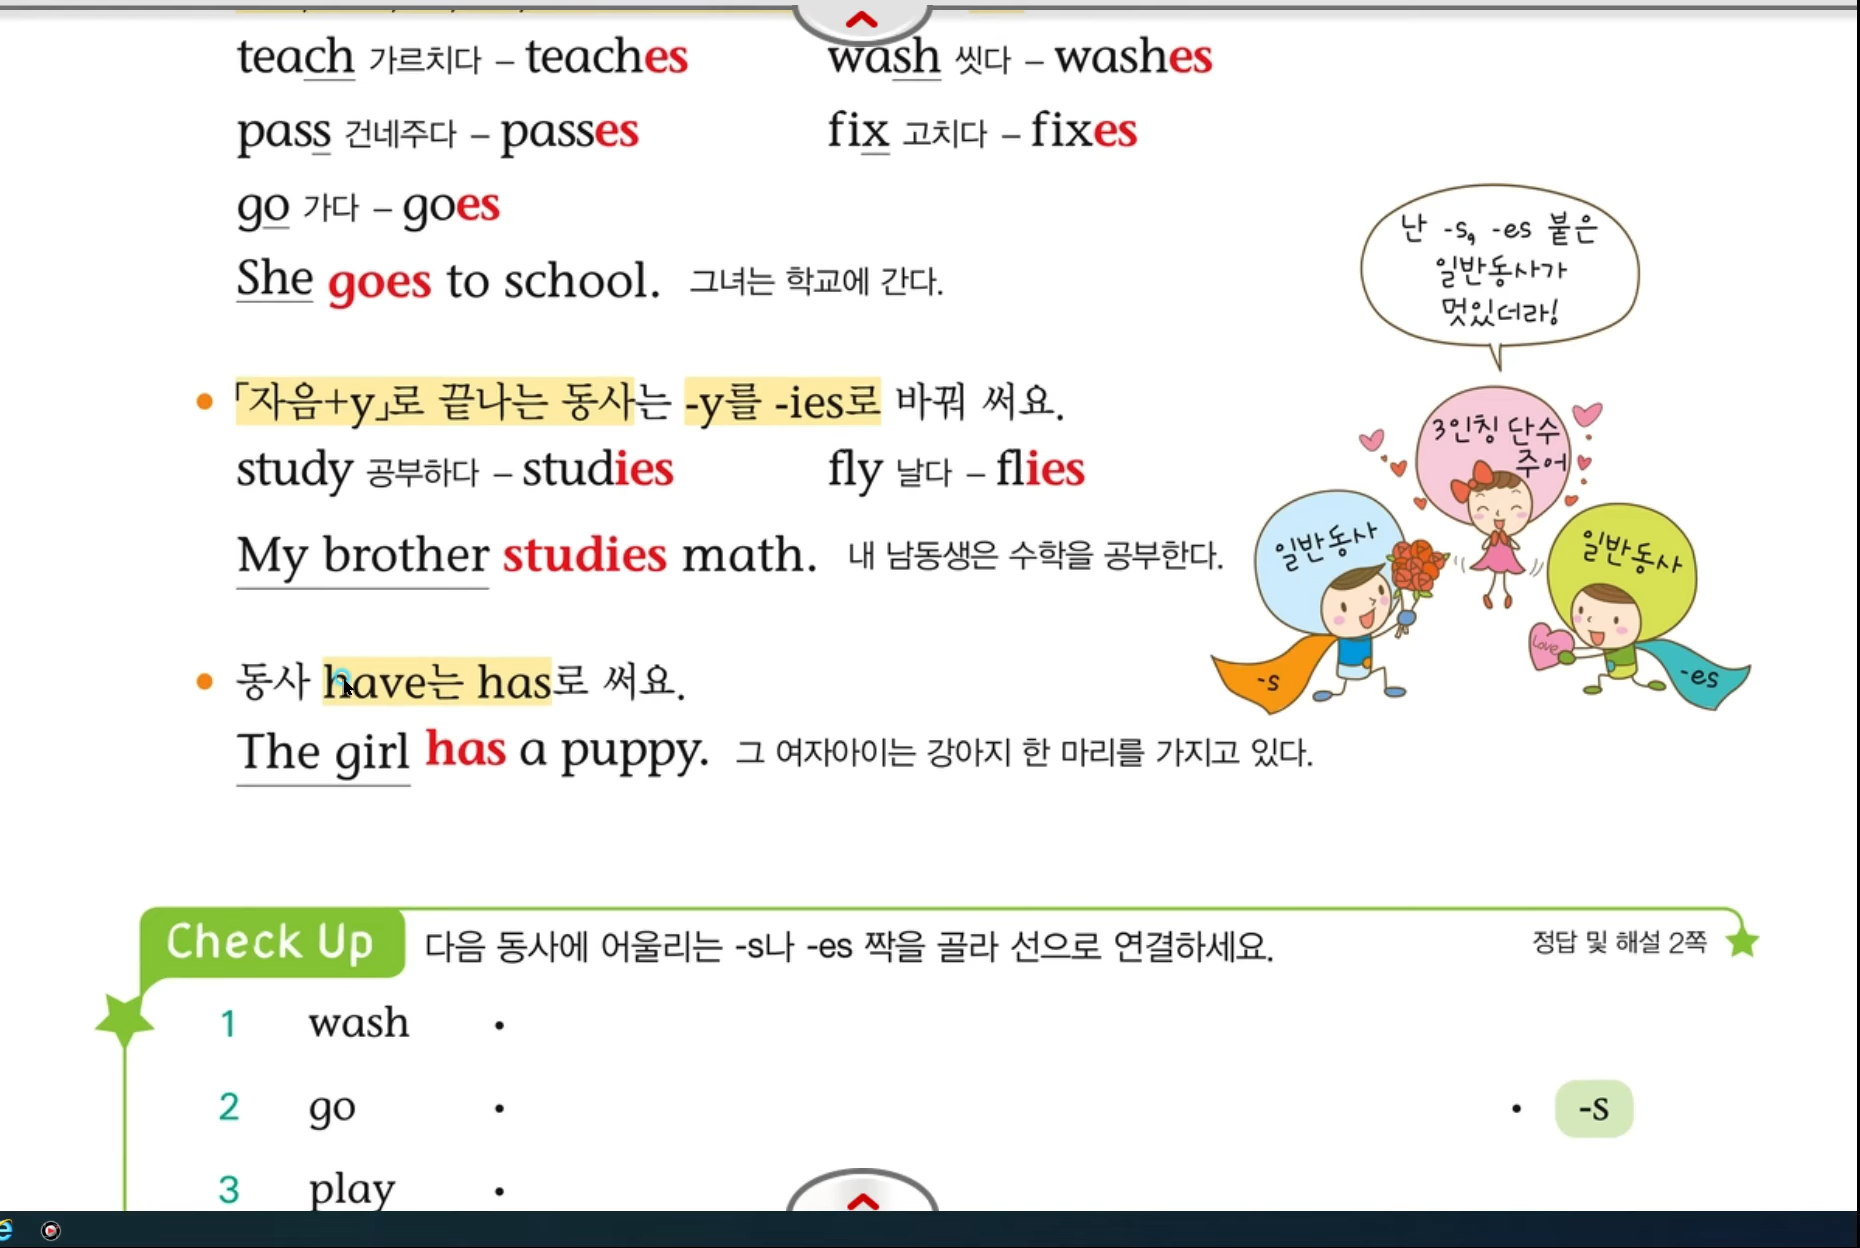 teach 가르치다 – teaches wash 씻다 – washes
pass 건네주다 – passes fix 고치다 – fixes
go 가다 – goes
She goes to school. 그녀는 학교에 간다.
난 -s, -es 붙은
일반동사가
멋있더라!
「자음+y」로 끝나는 동사는 -y를 -ies로 바꿔 써요.
study 공부하다 – studies fly 날다 – flies
My brother studies math. 내 남동생은 수학을 공부한다.
3인칭 단수
주어
일반동사
일반동사
Love
-s
-es
동사 have는 has로 써요.
The girl has a puppy. 그 여자아이는 강아지 한 마리를 가지고 있다.
Check Up 다음 동사에 어울리는 -s나 -es 짝을 골라 선으로 연결하세요. 정답 및 해설 2쪽
1 wash •
2 go • • -s
3 play •